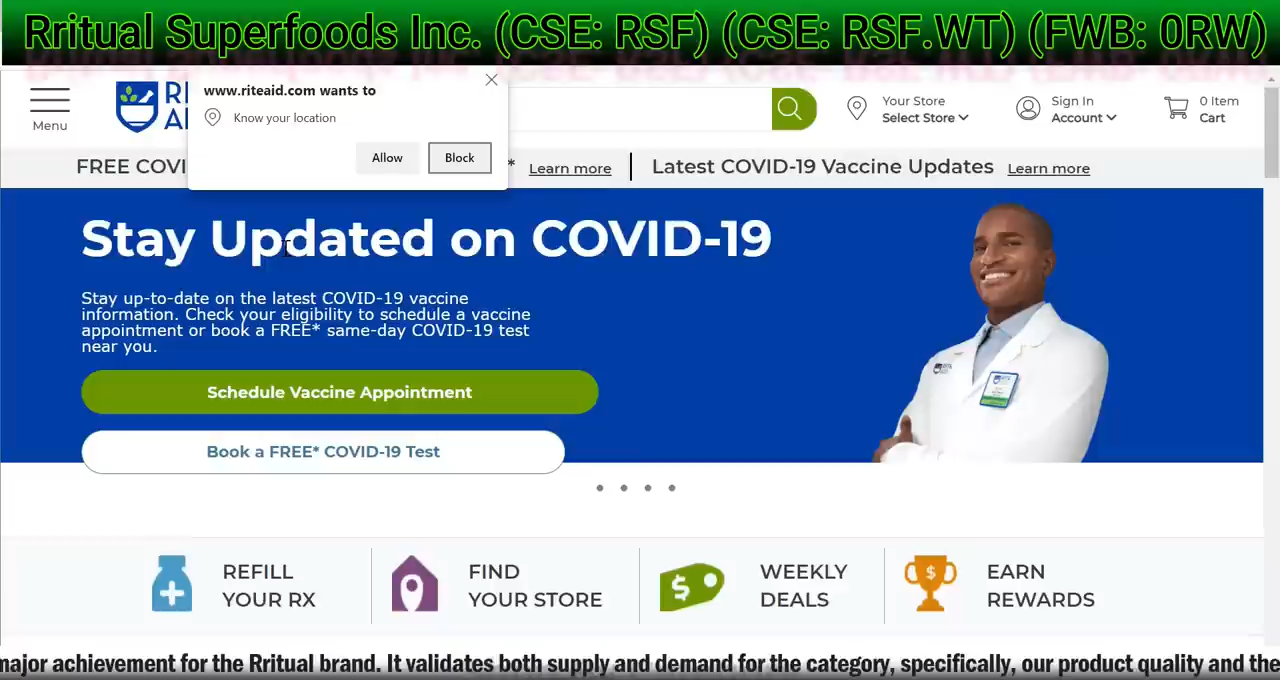 Rritual Superfoods Inc. (CSE: RSF) (CSE: RSF.WT) (FWB: 0RW)
www.riteaid.com wants to
Know your location
Allow
Block
Menu
Your Store
Select Store
Sign In
Account
0 Item
Cart
FREE COVI
* Learn more
Latest COVID-19 Vaccine Updates Learn more
Stay Updated on COVID-19
Stay up-to-date on the latest COVID-19 vaccine
information. Check your eligibility to schedule a vaccine
appointment or book a FREE* same-day COVID-19 test
near you.
Schedule Vaccine Appointment
Book a FREE* COVID-19 Test
REFILL
YOUR RX
FIND
YOUR STORE
WEEKLY
DEALS
EARN
REWARDS
major achievement for the Rritual brand. It validates both supply and demand for the category, specifically, our product quality and the